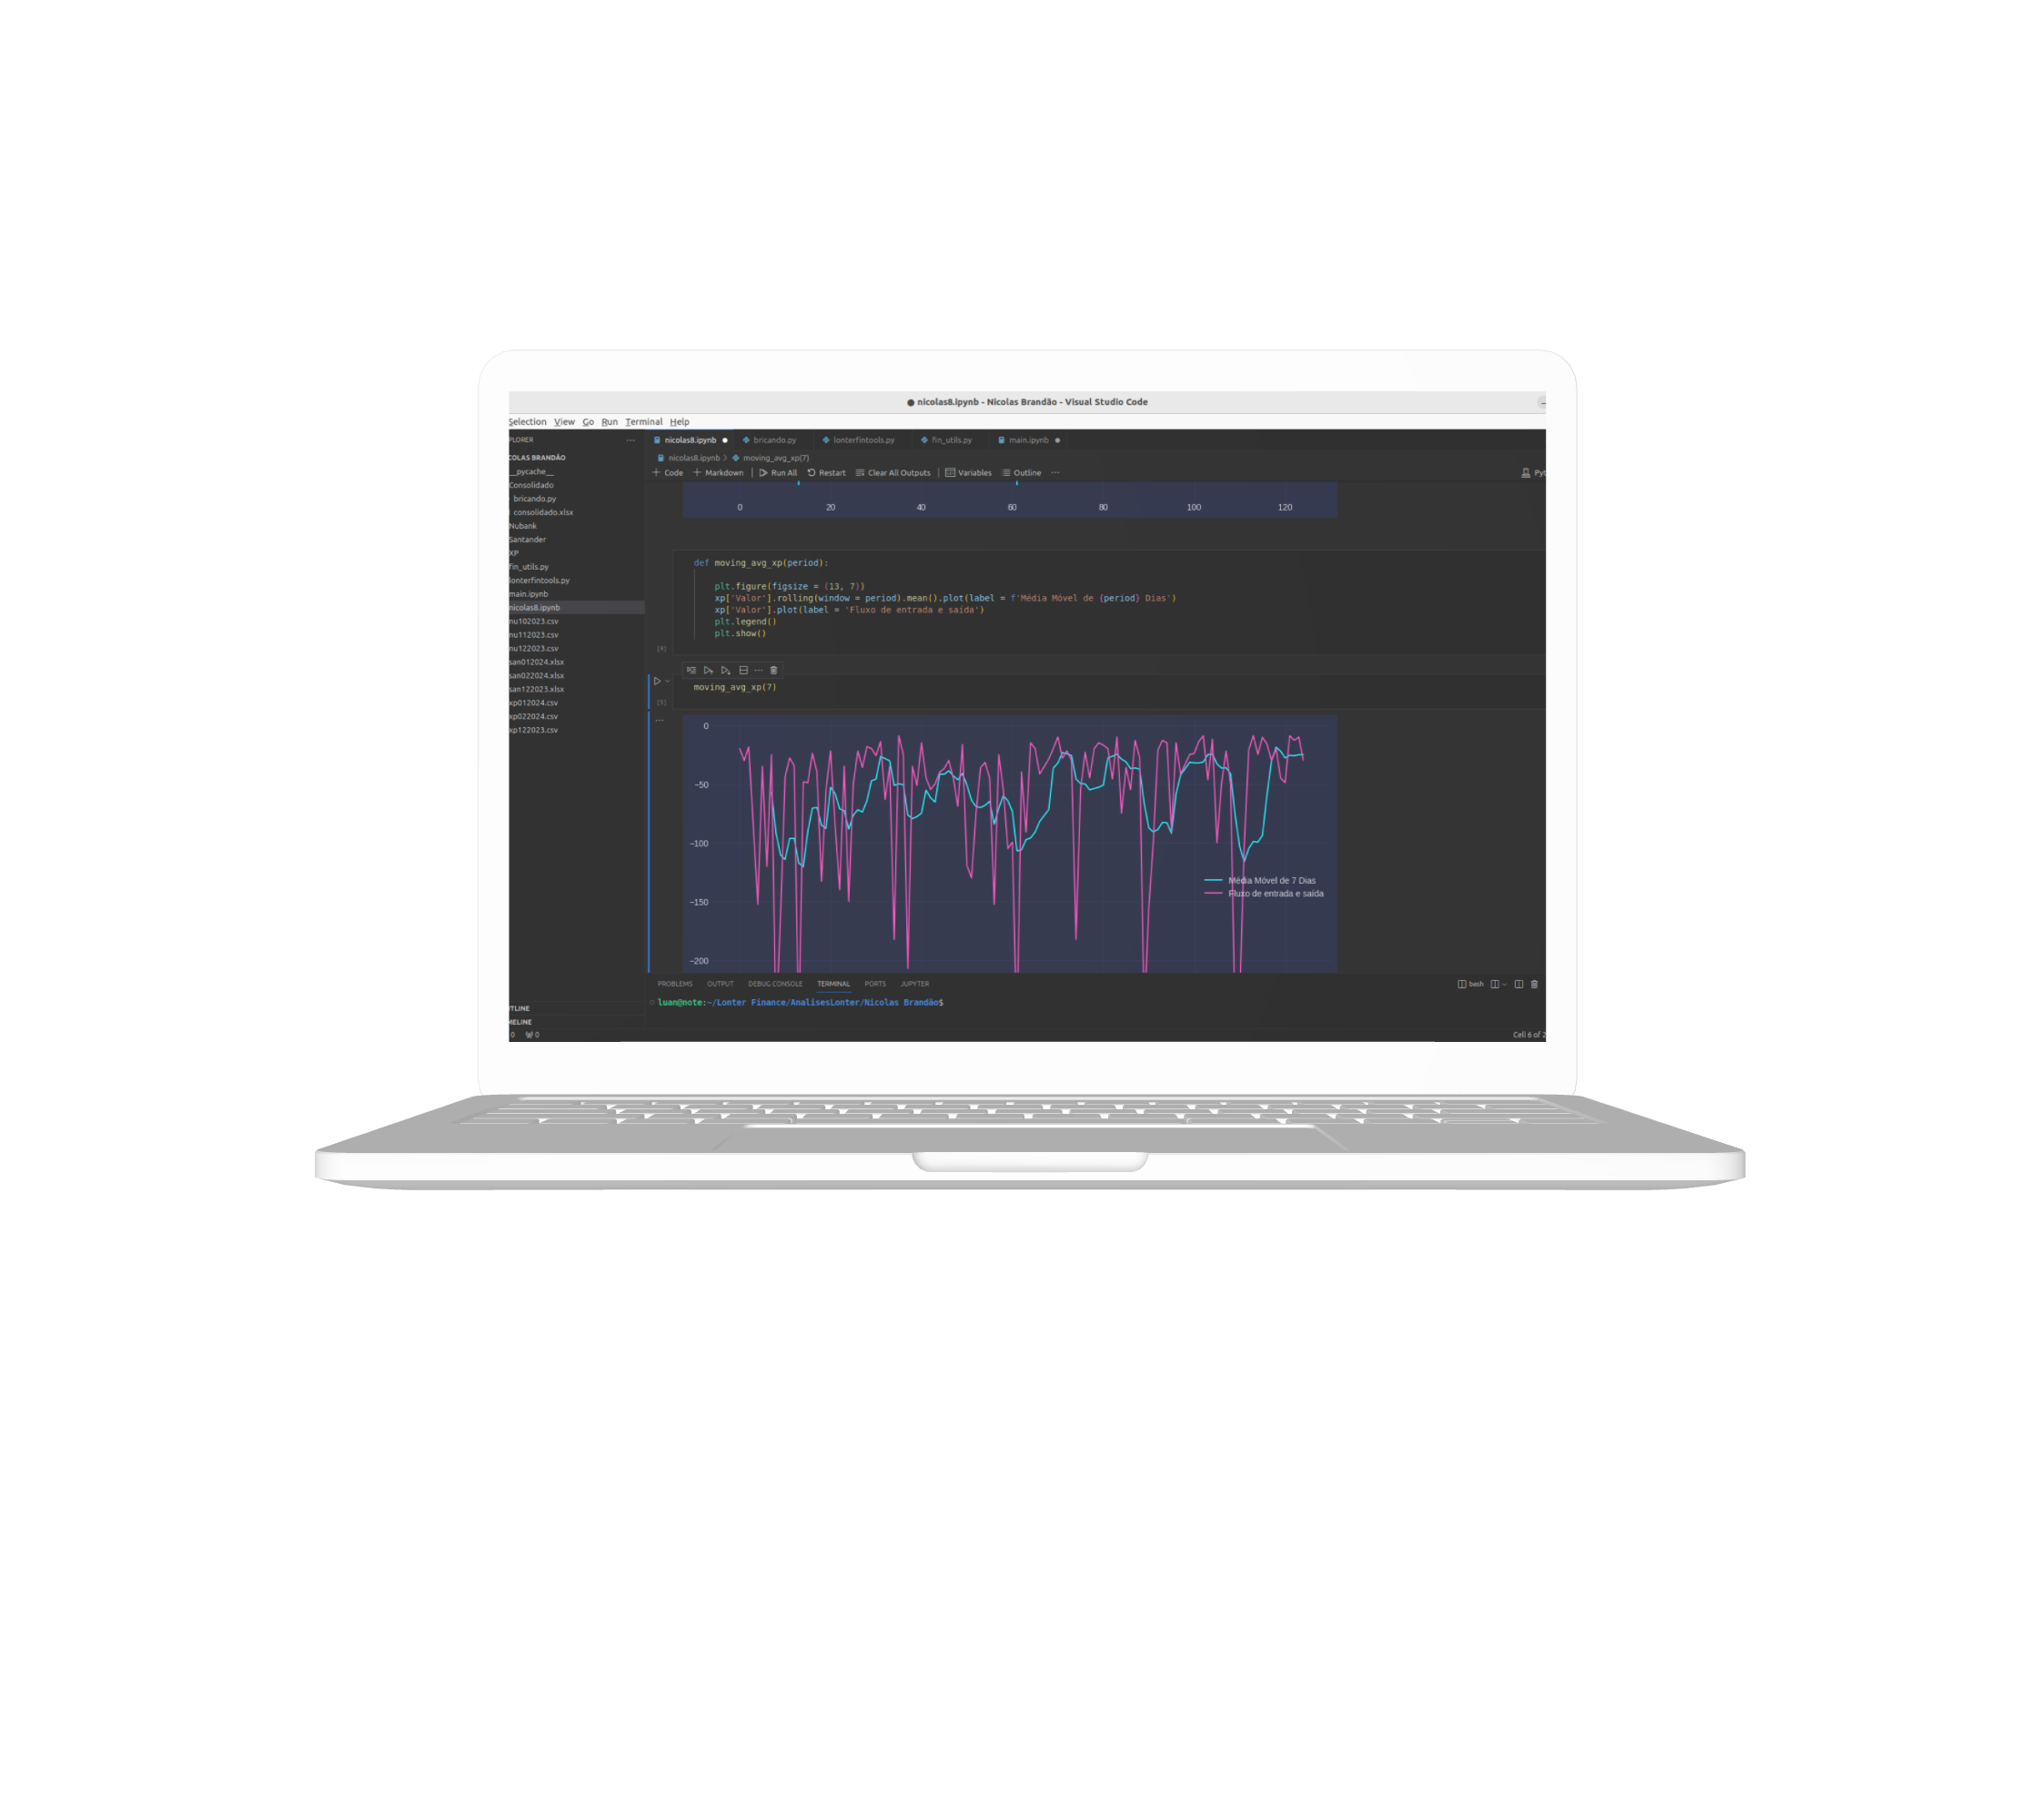 ● nicolas8.ipynb - Nicolas Brandão - Visual Studio Code
Selection View Go Run Terminal Help
PLORER ···
nicolas8.ipynb ● bricando.py lonterfintools.py fin_utils.py main.ipynb ●
COLAS BRANDÃO
nicolas8.ipynb > moving_avg_xp(7)
+ Code + Markdown | Run All Restart Clear All Outputs | Variables Outline ···
Pyt
__pycache__
Consolidado
bricando.py
consolidado.xlsx
Nubank
Santander
XP
fin_utils.py
lonterfintools.py
main.ipynb
nicolas8.ipynb
nu102023.csv
nu112023.csv
nu122023.csv
san012024.xlsx
san022024.xlsx
san122023.xlsx
xp012024.csv
xp022024.csv
xp122023.csv
0 20 40 60 80 100 120
def moving_avg_xp(period):
plt.figure(figsize = (13, 7))
xp['Valor'].rolling(window = period).mean().plot(label = f'Média Móvel de {period} Dias')
xp['Valor'].plot(label = 'Fluxo de entrada e saída')
plt.legend()
plt.show()
[4]
moving_avg_xp(7)
[5]
0
−50
−100
−150
−200
Média Móvel de 7 Dias
Fluxo de entrada e saída
PROBLEMS OUTPUT DEBUG CONSOLE TERMINAL PORTS JUPYTER
bash
luan@note:~/Lonter Finance/AnalisesLonter/Nicolas Brandão$
TLINE
MELINE
0 0
Cell 6 of 2